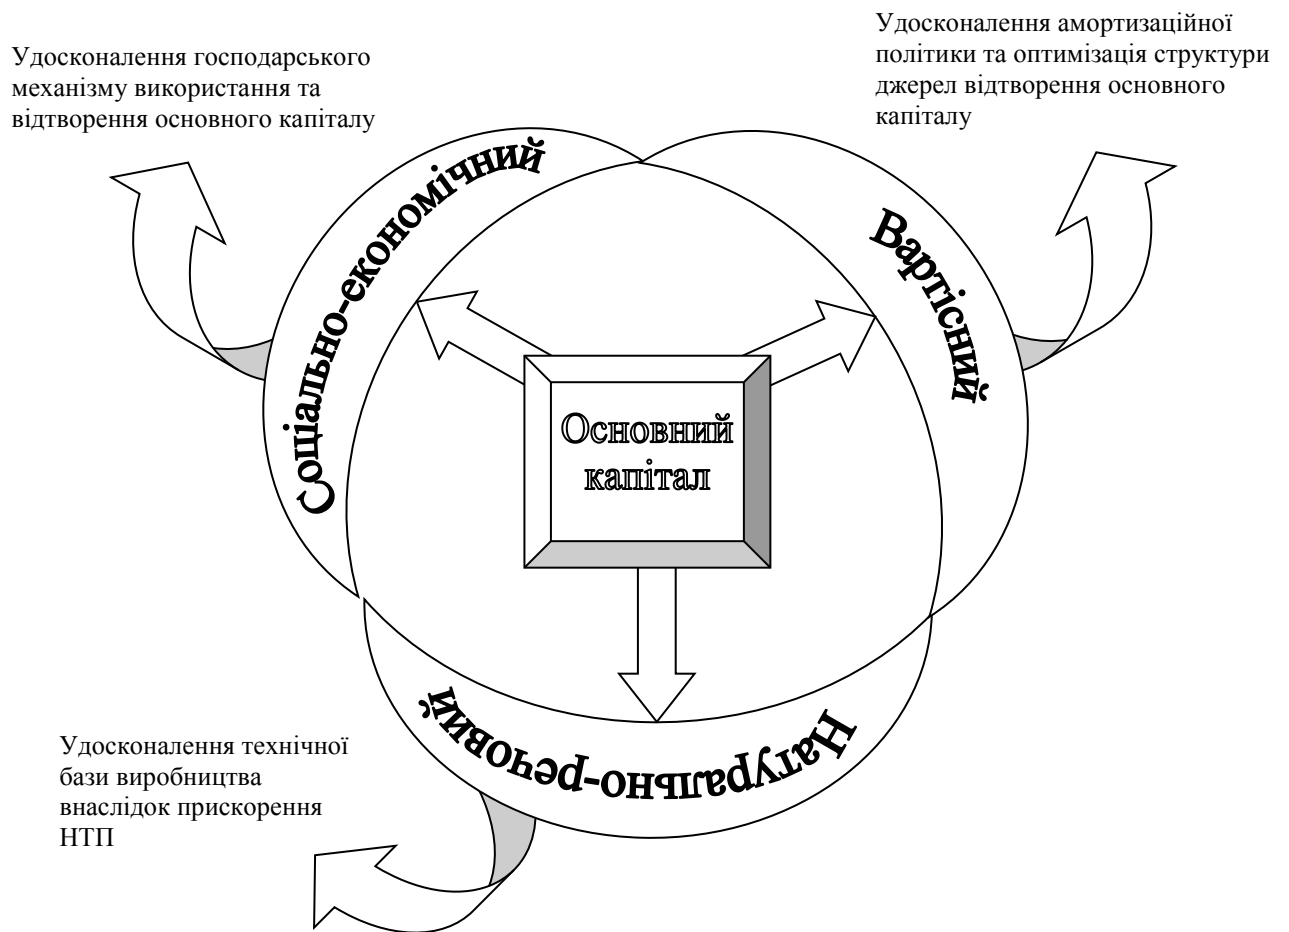 Удосконалення господарського
механізму використання та
відтворення основного капіталу
Удосконалення амортизаційної
політики та оптимізація структури
джерел відтворення основного
капіталу
Соціально-економічний
Вартісний
Основний
капітал
Натурально-речовий
Удосконалення технічної
бази виробництва
внаслідок прискорення
НТП